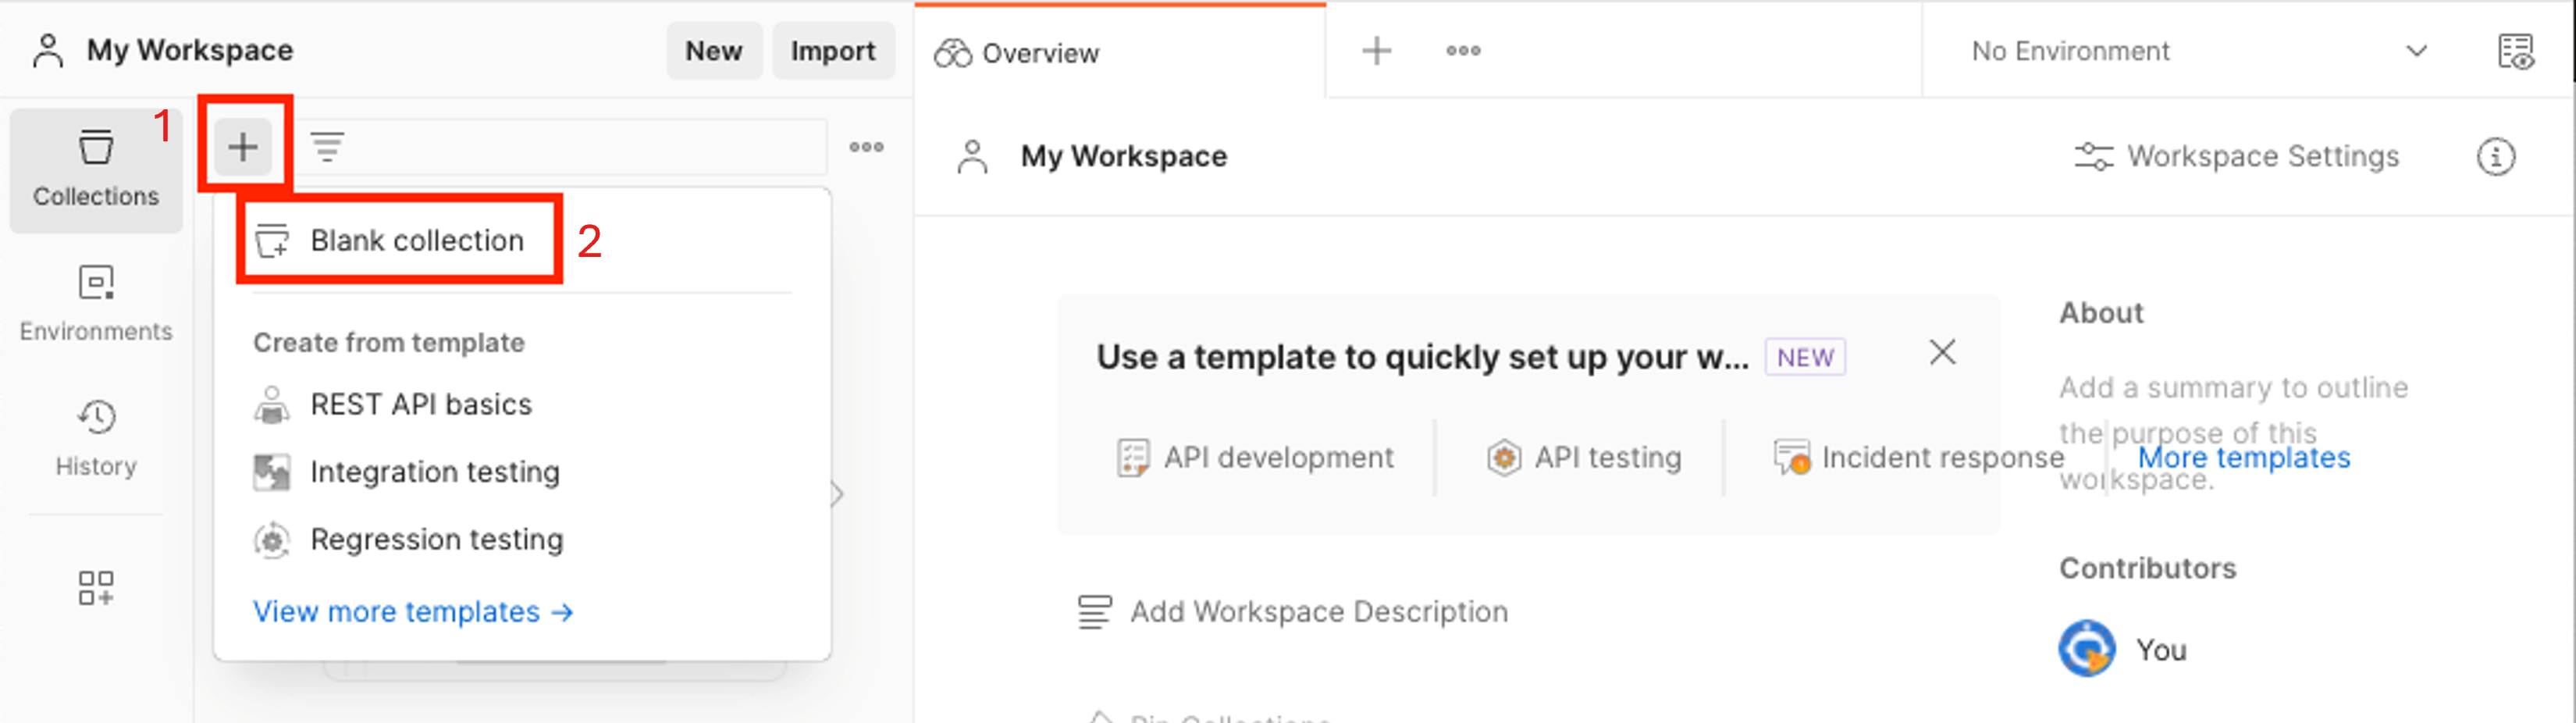 My Workspace
New
Import
Overview
No Environment
1
Collections
Environments
History
Blank collection
2
Create from template
REST API basics
Integration testing
Regression testing
View more templates →
My Workspace
Workspace Settings
Use a template to quickly set up your w...
NEW
API development
API testing
Incident response
More templates
Add Workspace Description
Pin Collections
About
Add a summary to outline
the purpose of this
workspace.
Contributors
You